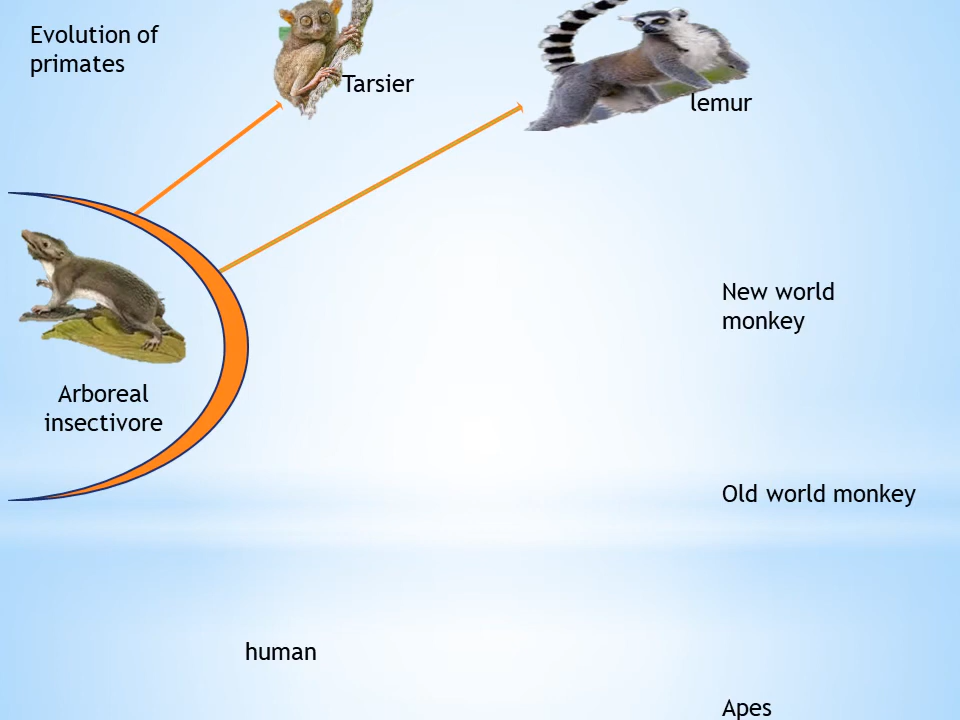 Evolution of
primates
Tarsier
lemur
New world
monkey
Arboreal
insectivore
Old world monkey
human
Apes